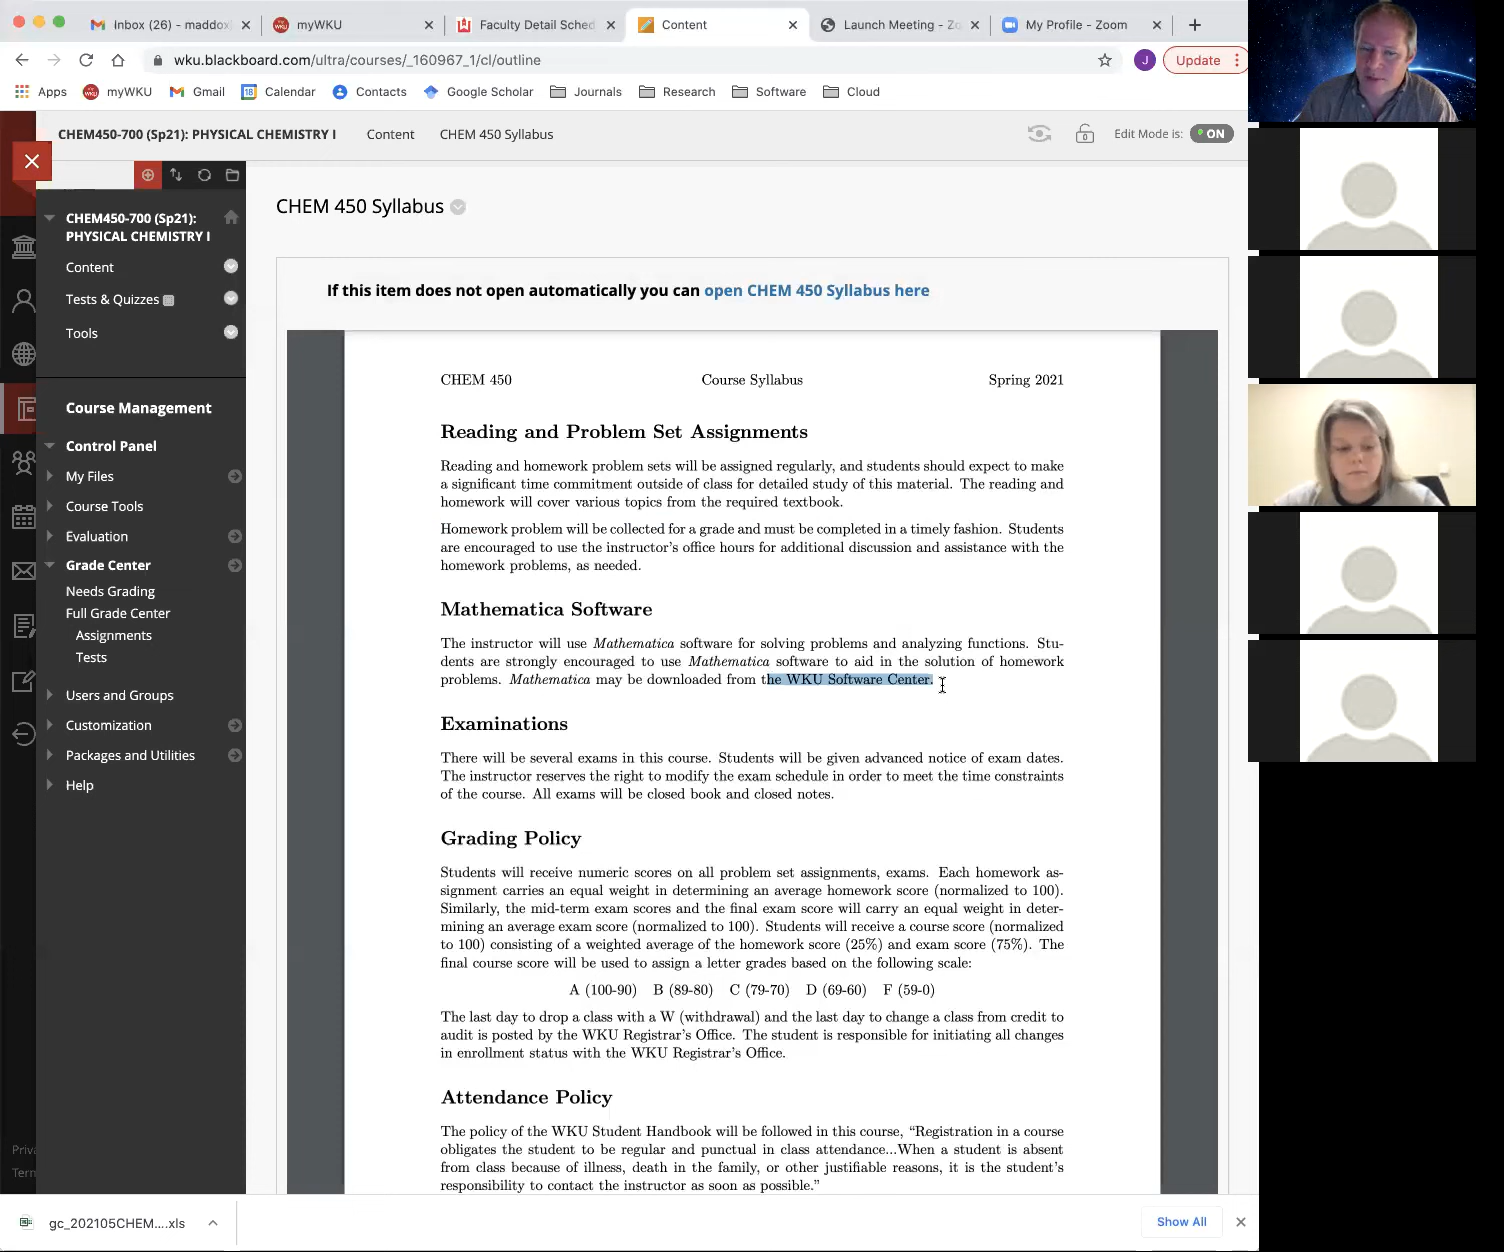 Inbox (26) - maddox
myWKU
Faculty Detail Sched
Content
Launch Meeting - Zo
My Profile - Zoom
wku.blackboard.com/ultra/courses/_160967_1/cl/outline
J
Update
Apps
myWKU
Gmail
18
Calendar
Contacts
Google Scholar
Journals
Research
Software
Cloud
CHEM450-700 (Sp21): PHYSICAL CHEMISTRY I
Content
CHEM 450 Syllabus
Edit Mode is:
ON
CHEM450-700 (Sp21):
PHYSICAL CHEMISTRY I
Content
Tests & Quizzes
Tools
Course Management
Control Panel
My Files
Course Tools
Evaluation
Grade Center
Needs Grading
Full Grade Center
Assignments
Tests
Users and Groups
Customization
Packages and Utilities
Help
Priva
Term
CHEM 450 Syllabus
If this item does not open automatically you can open CHEM 450 Syllabus here
CHEM 450 Course Syllabus Spring 2021
Reading and Problem Set Assignments
Reading and homework problem sets will be assigned regularly, and students should expect to make
a significant time commitment outside of class for detailed study of this material. The reading and
homework will cover various topics from the required textbook.
Homework problem will be collected for a grade and must be completed in a timely fashion. Students
are encouraged to use the instructor's office hours for additional discussion and assistance with the
homework problems, as needed.
Mathematica Software
The instructor will use Mathematica software for solving problems and analyzing functions. Stu-
dents are strongly encouraged to use Mathematica software to aid in the solution of homework
problems. Mathematica may be downloaded from the WKU Software Center.
Examinations
There will be several exams in this course. Students will be given advanced notice of exam dates.
The instructor reserves the right to modify the exam schedule in order to meet the time constraints
of the course. All exams will be closed book and closed notes.
Grading Policy
Students will receive numeric scores on all problem set assignments, exams. Each homework as-
signment carries an equal weight in determining an average homework score (normalized to 100).
Similarly, the mid-term exam scores and the final exam score will carry an equal weight in deter-
mining an average exam score (normalized to 100). Students will receive a course score (normalized
to 100) consisting of a weighted average of the homework score (25%) and exam score (75%). The
final course score will be used to assign a letter grades based on the following scale:
A (100-90) B (89-80) C (79-70) D (69-60) F (59-0)
The last day to drop a class with a W (withdrawal) and the last day to change a class from credit to
audit is posted by the WKU Registrar's Office. The student is responsible for initiating all changes
in enrollment status with the WKU Registrar's Office.
Attendance Policy
The policy of the WKU Student Handbook will be followed in this course, "Registration in a course
obligates the student to be regular and punctual in class attendance...When a student is absent
from class because of illness, death in the family, or other justifiable reasons, it is the student's
responsibility to contact the instructor as soon as possible."
gc_202105CHEM....xls
Show All